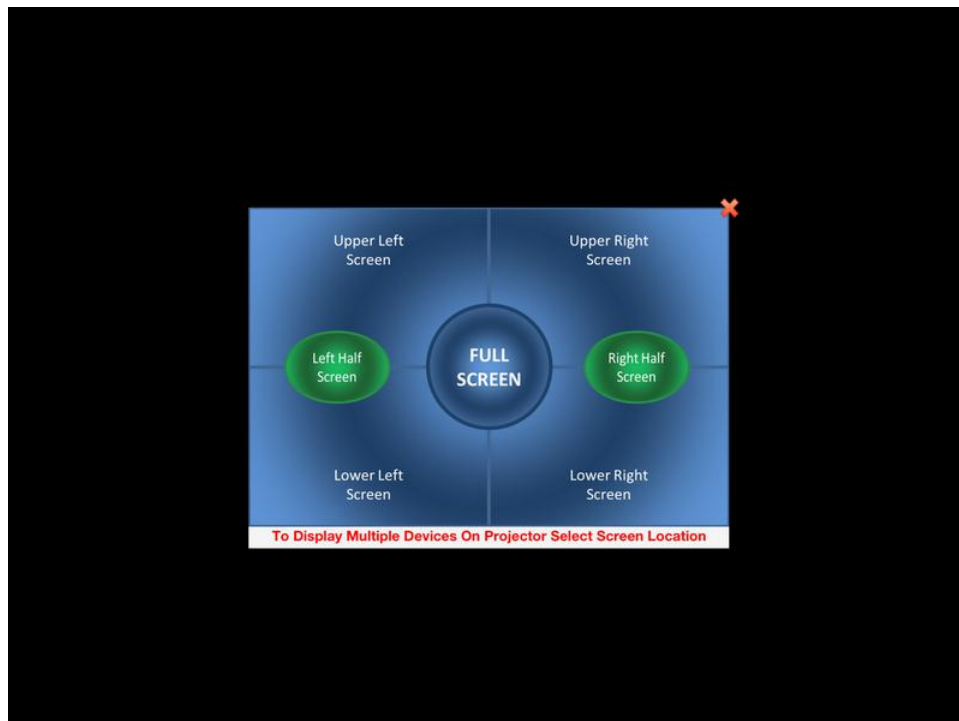 Upper Left
Screen
Upper Right
Screen
Left Half
Screen
FULL
SCREEN
Right Half
Screen
Lower Left
Screen
Lower Right
Screen
To Display Multiple Devices On Projector Select Screen Location